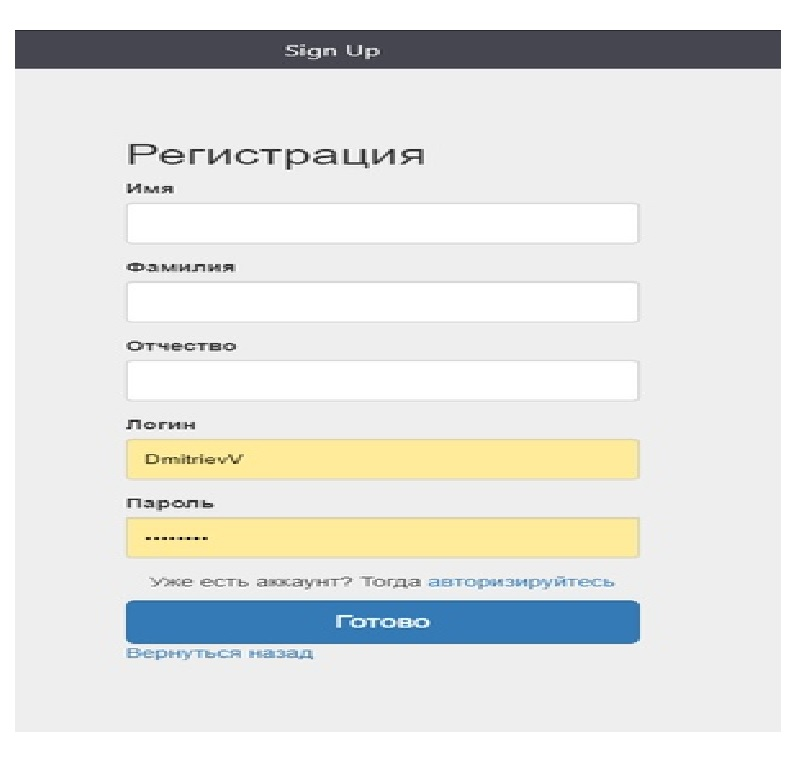 Sign Up
Регистрация
Имя
Фамилия
Отчество
Логин
DmitrievV
Пароль
••••••••
Уже есть аккаунт? Тогда авторизируйтесь
Готово
Вернуться назад